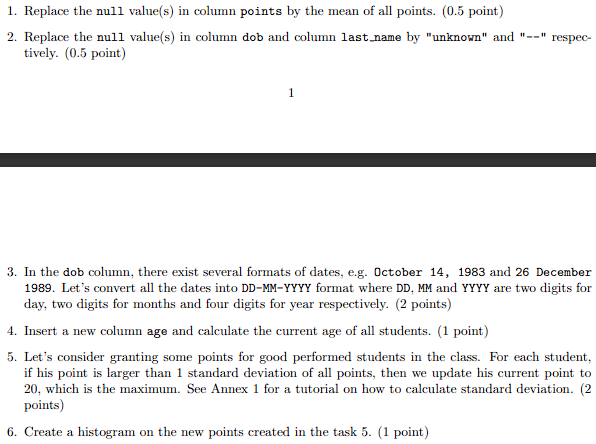 1. Replace the null value(s) in column points by the mean of all points. (0.5 point)
2. Replace the null value(s) in column dob and column last_name by "unknown" and "--" respec-
tively. (0.5 point)
1
3. In the dob column, there exist several formats of dates, e.g. October 14, 1983 and 26 December
1989. Let's convert all the dates into DD-MM-YYYY format where DD, MM and YYYY are two digits for
day, two digits for months and four digits for year respectively. (2 points)
4. Insert a new column age and calculate the current age of all students. (1 point)
5. Let's consider granting some points for good performed students in the class. For each student,
if his point is larger than 1 standard deviation of all points, then we update his current point to
20, which is the maximum. See Annex 1 for a tutorial on how to calculate standard deviation. (2
points)
6. Create a histogram on the new points created in the task 5. (1 point)